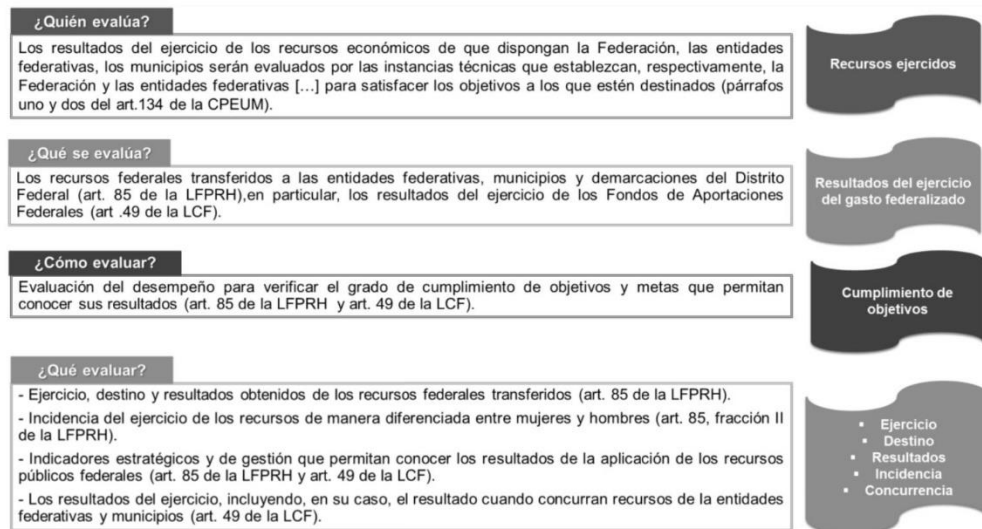 ¿Quién evalúa?
Los resultados del ejercicio de los recursos económicos de que dispongan la Federación, las entidades
federativas, los municipios serán evaluados por las instancias técnicas que establezcan, respectivamente, la
Federación y las entidades federativas [...] para satisfacer los objetivos a los que estén destinados (párrafos
uno y dos del art.134 de la CPEUM).
Recursos ejercidos
¿Qué se evalúa?
Los recursos federales transferidos a las entidades federativas, municipios y demarcaciones del Distrito
Federal (art. 85 de la LFPRH),en particular, los resultados del ejercicio de los Fondos de Aportaciones
Federales (art .49 de la LCF).
Resultados del ejercicio
del gasto federalizado
¿Cómo evaluar?
Evaluación del desempeño para verificar el grado de cumplimiento de objetivos y metas que permitan
conocer sus resultados (art. 85 de la LFPRH y art. 49 de la LCF).
Cumplimiento de
objetivos
¿Qué evaluar?
- Ejercicio, destino y resultados obtenidos de los recursos federales transferidos (art. 85 de la LFPRH).
- Incidencia del ejercicio de los recursos de manera diferenciada entre mujeres y hombres (art. 85, fracción II
de la LFPRH).
- Indicadores estratégicos y de gestión que permitan conocer los resultados de la aplicación de los recursos
públicos federales (art. 85 de la LFPRH y art. 49 de la LCF).
- Los resultados del ejercicio, incluyendo, en su caso, el resultado cuando concurran recursos de la entidades
federativas y municipios (art. 49 de la LCF).
▪ Ejercicio
▪ Destino
▪ Resultados
▪ Incidencia
▪ Concurrencia